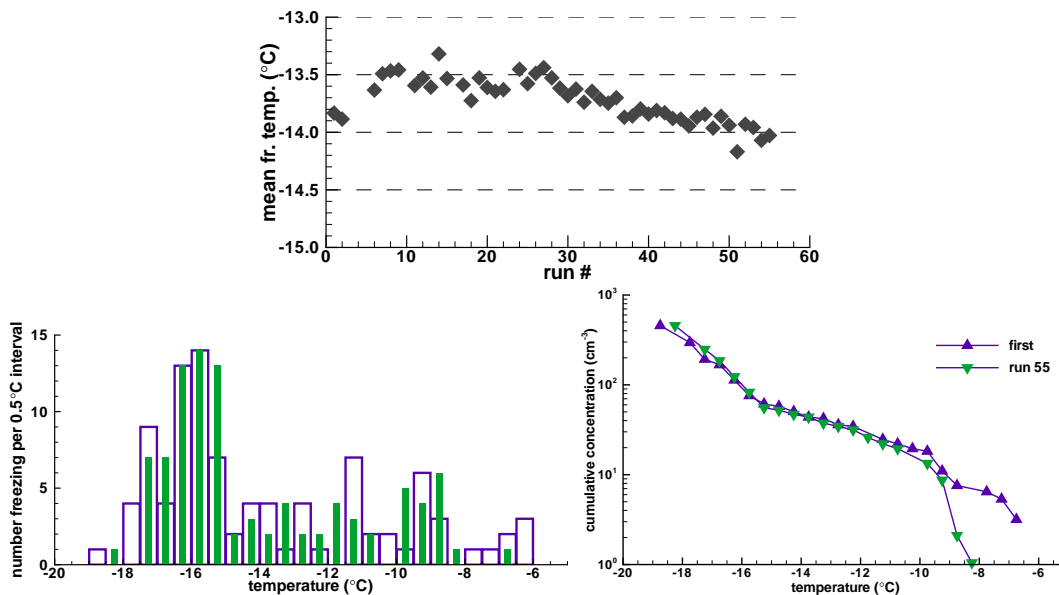 -13.0
-13.5
-14.0
-14.5
-15.0
mean fr. temp. (°C)
0 10 20 30 40 50 60
run #
15
10
5
0
number freezing per 0.5°C interval
-20 -18 -16 -14 -12 -10 -8 -6
temperature (°C)
10³
10²
10¹
10⁰
cumulative concentration (cm⁻³)
first
run 55
-20 -18 -16 -14 -12 -10 -8 -6
temperature (°C)